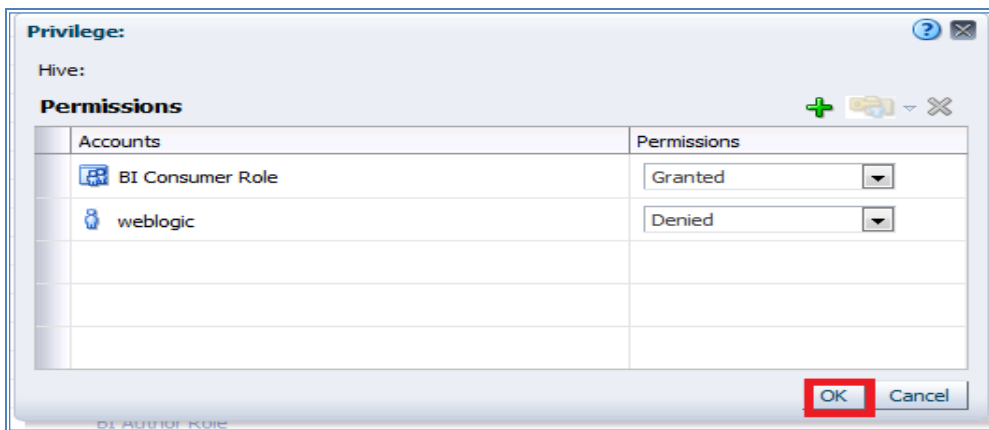 Privilege:
Hive:
Permissions
Accounts Permissions
BI Consumer Role Granted
weblogic Denied
OK Cancel
BI Author Role